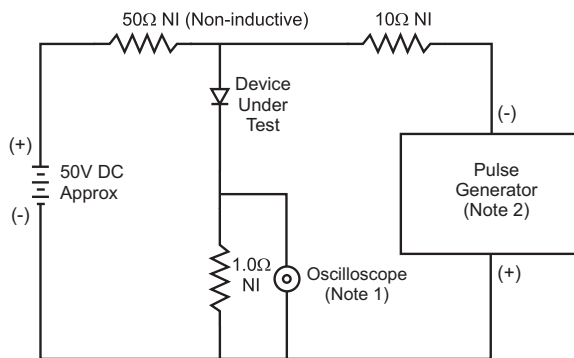 50Ω NI (Non-inductive)
10Ω NI
Device
Under
Test
(-)
(+)
50V DC
Approx
(-)
Pulse
Generator
(Note 2)
1.0Ω
NI
Oscilloscope
(Note 1)
(+)